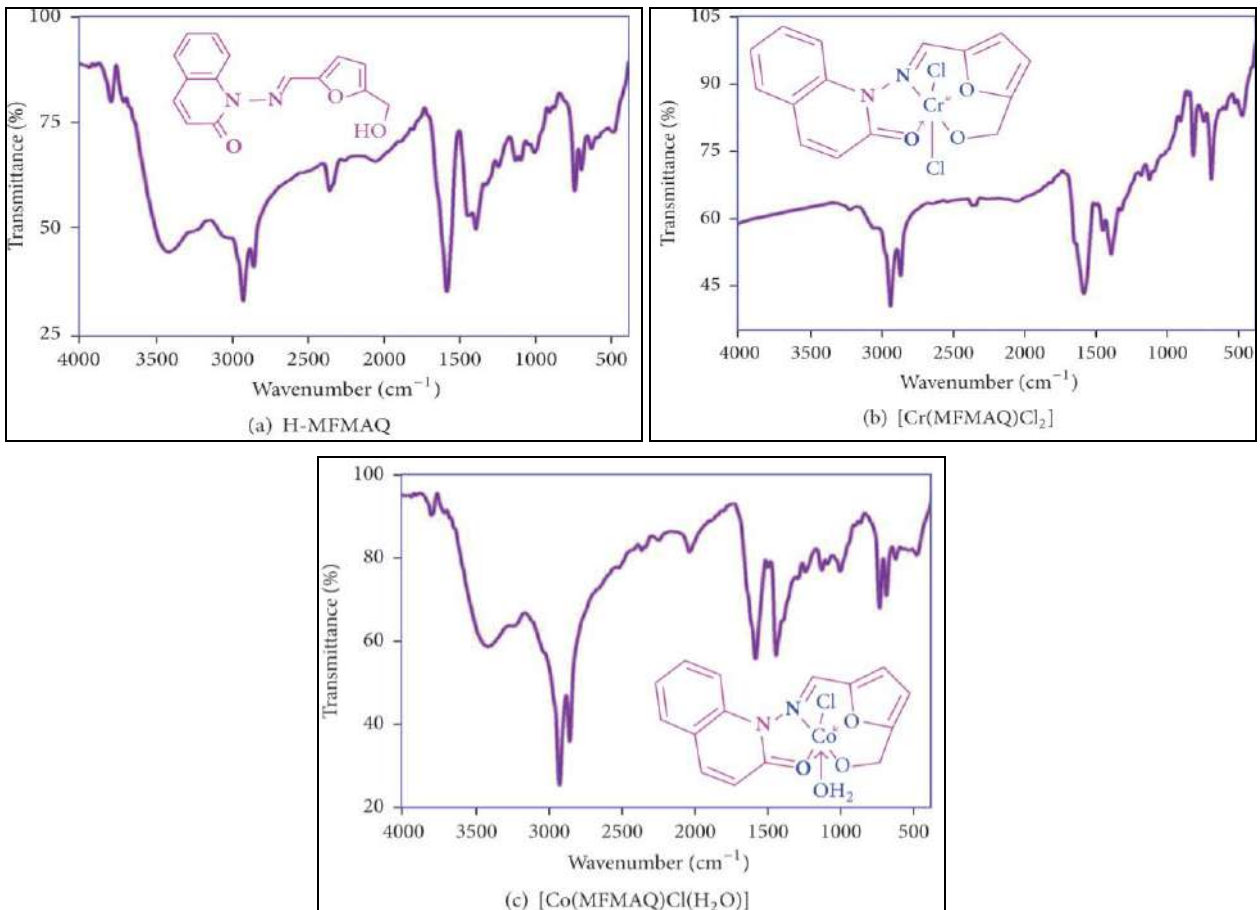 100
75
50
25
Transmittance (%)
N
N
O
O
HO
4000 3500 3000 2500 2000 1500 1000 500
Wavenumber (cm⁻¹)
(a) H-MFMAQ
105
90
75
60
45
Transmittance (%)
N
N
Cl
O
Cr
O
O
Cl
4000 3500 3000 2500 2000 1500 1000 500
Wavenumber (cm⁻¹)
(b) [Cr(MFMAQ)Cl₂]
100
80
60
40
20
Transmittance (%)
N
N
Cl
O
Co
O
O
OH₂
4000 3500 3000 2500 2000 1500 1000 500
Wavenumber (cm⁻¹)
(c) [Co(MFMAQ)Cl(H₂O)]